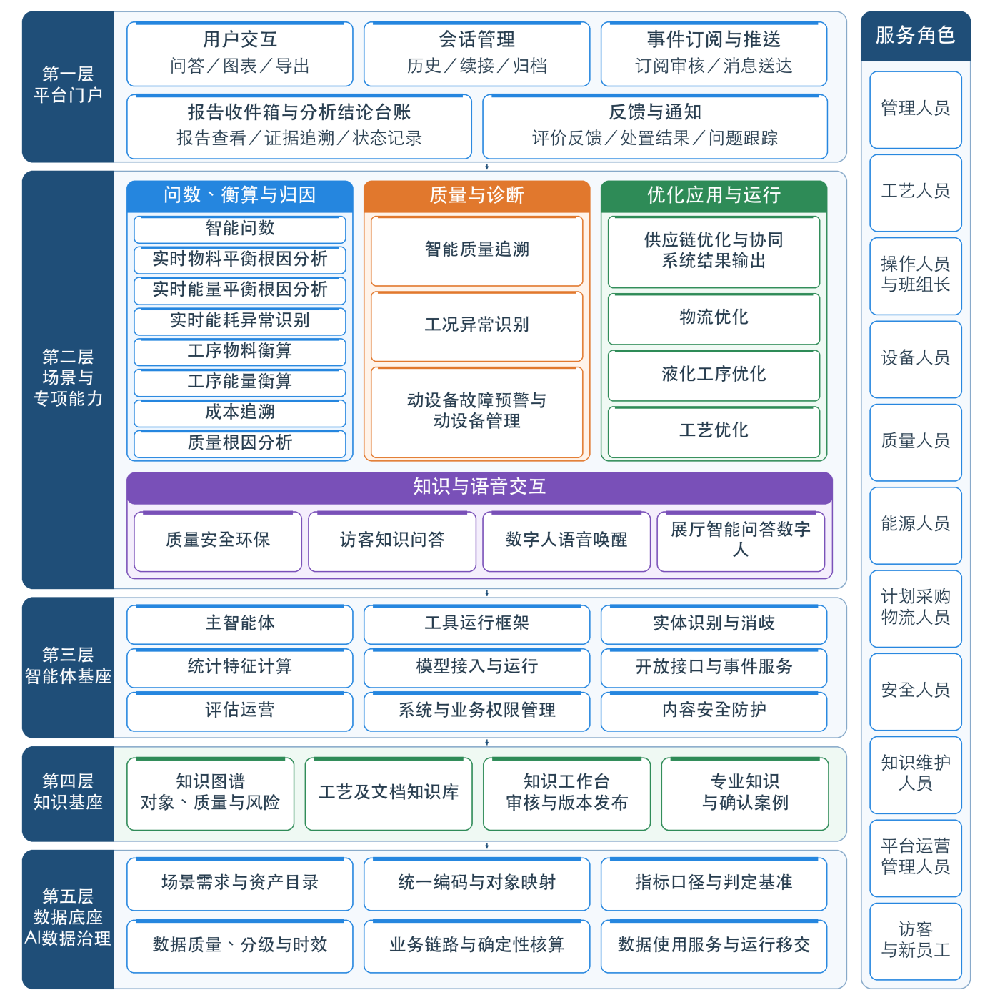 第一层
平台门户
用户交互
问答／图表／导出
会话管理
历史／续接／归档
事件订阅与推送
订阅审核／消息送达
报告收件箱与分析结论台账
报告查看／证据追溯／状态记录
反馈与通知
评价反馈／处置结果／问题跟踪
第二层
场景与
专项能力
问数、衡算与归因
智能问数
实时物料平衡根因分析
实时能量平衡根因分析
实时能耗异常识别
工序物料衡算
工序能量衡算
成本追溯
质量根因分析
质量与诊断
智能质量追溯
工况异常识别
动设备故障预警与
动设备管理
优化应用与运行
供应链优化与协同
系统结果输出
物流优化
液化工序优化
工艺优化
知识与语音交互
质量安全环保
访客知识问答
数字人语音唤醒
展厅智能问答数字
人
第三层
智能体基座
主智能体
工具运行框架
实体识别与消歧
统计特征计算
模型接入与运行
开放接口与事件服务
评估运营
系统与业务权限管理
内容安全防护
第四层
知识基座
知识图谱
对象、质量与风险
工艺及文档知识库
知识工作台
审核与版本发布
专业知识
与确认案例
第五层
数据底座
AI数据治理
场景需求与资产目录
统一编码与对象映射
指标口径与判定基准
数据质量、分级与时效
业务链路与确定性核算
数据使用服务与运行移交
服务角色
管理人员
工艺人员
操作人员
与班组长
设备人员
质量人员
能源人员
计划采购
物流人员
安全人员
知识维护
人员
平台运营
管理人员
访客
与新员工